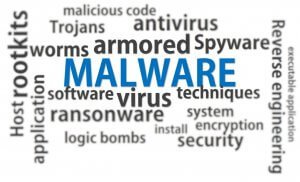 malicious code
Trojans
antivirus
rootkits
worms
armored
Spyware
MALWARE
software
virus
techniques
Host
application
ransomware
system
encryption
logic bombs
install
security
Reverse engineering
executable application